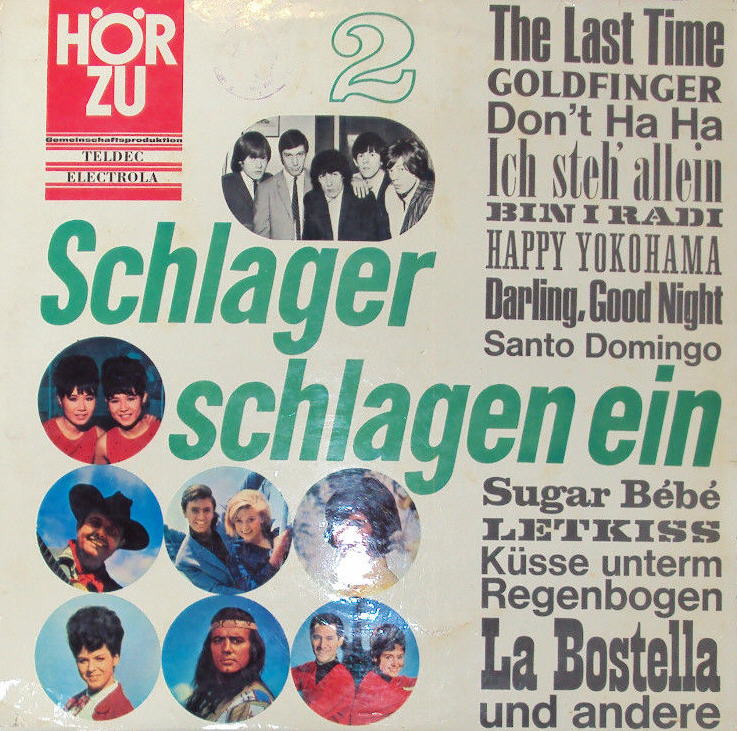 HÖR
ZU
Gemeinschaftsproduktion
TELDEC
ELECTROLA
2
Schlager
schlagen ein
The Last Time
GOLDFINGER
Don't Ha Ha
Ich steh' allein
BINI RADI
HAPPY YOKOHAMA
Darling, Good Night
Santo Domingo
Sugar Bébé
LETKISS
Küsse unterm
Regenbogen
La Bostella
und andere